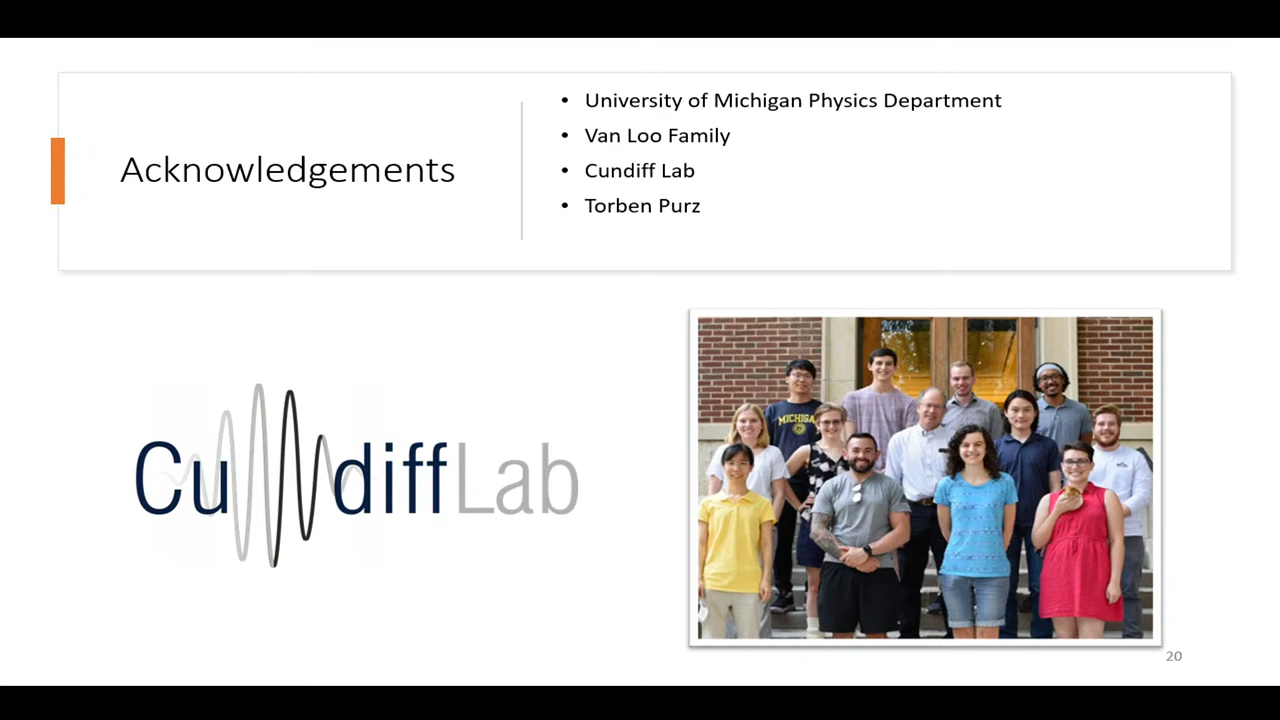 Acknowledgements
• University of Michigan Physics Department
• Van Loo Family
• Cundiff Lab
• Torben Purz
CundiffLab
MICHIGAN
20